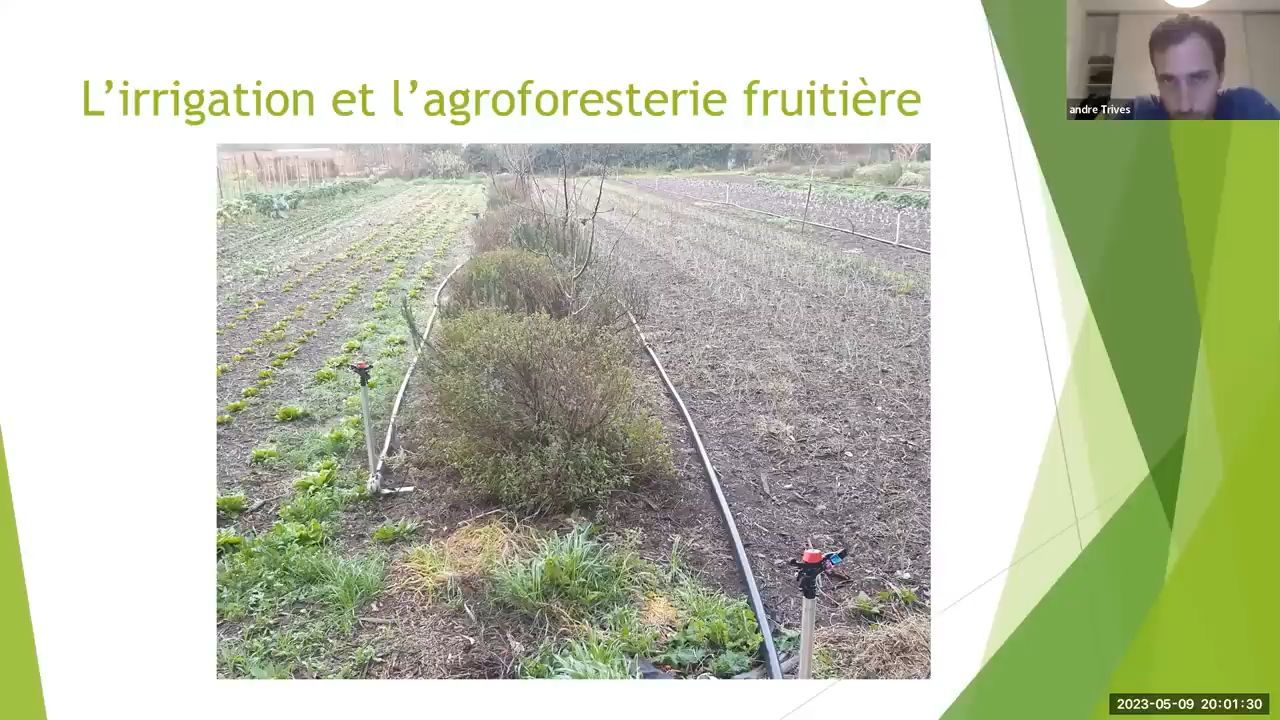 L’irrigation et l’agroforesterie fruitière
andre Trives
2023-05-09 20:01:30